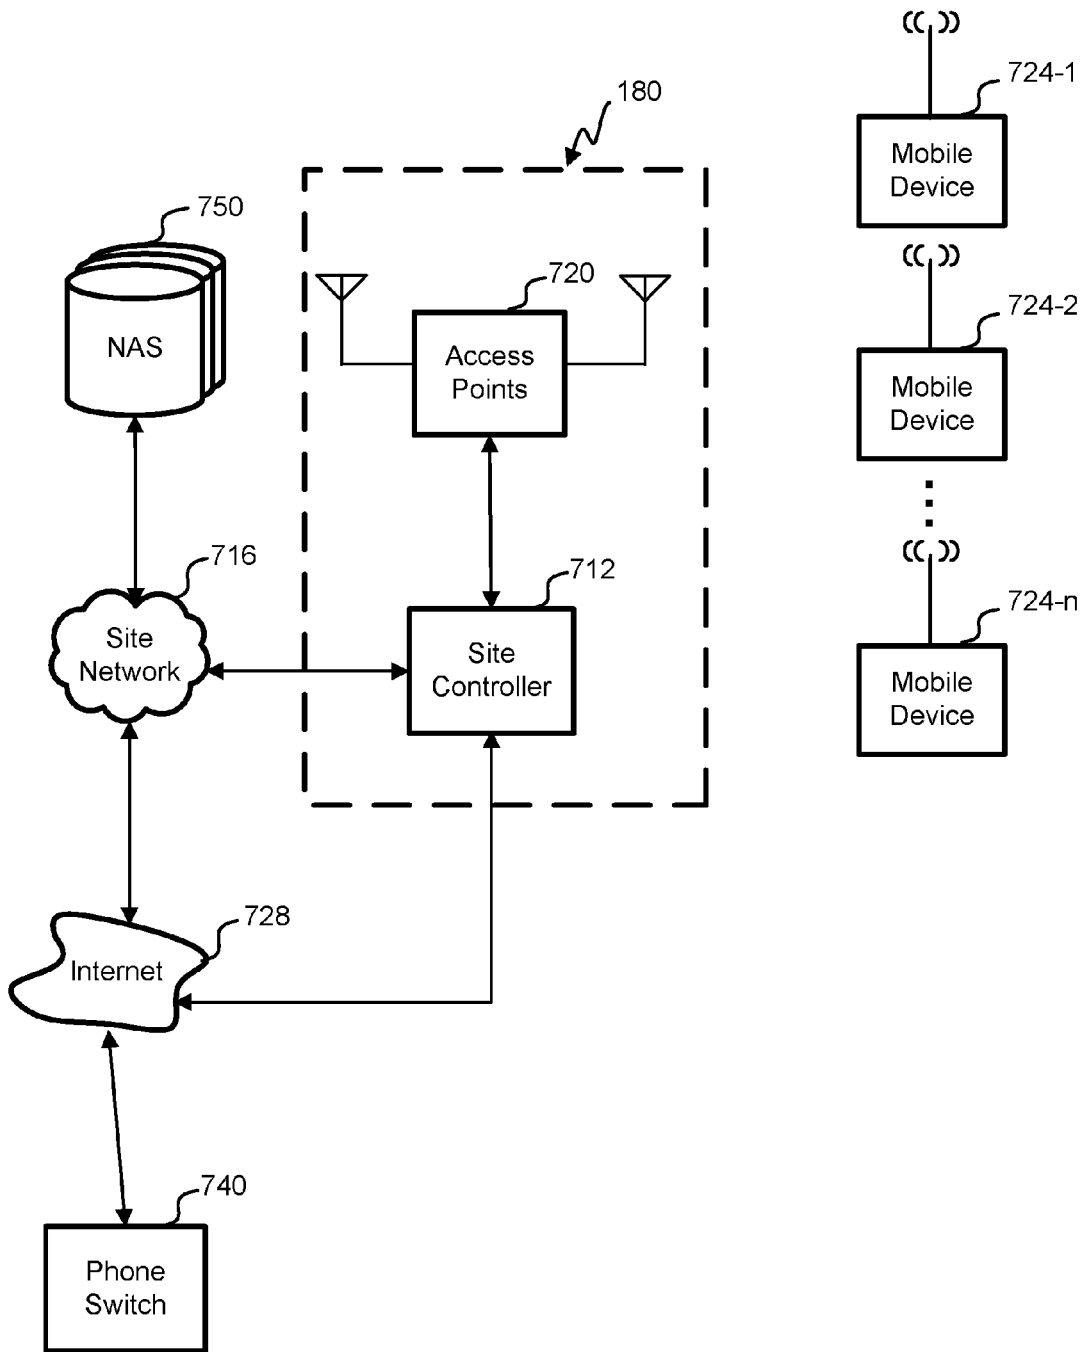 724-1
180
Mobile
Device
750
724-2
720
NAS
Access
Points
Mobile
Device
716
712
724-n
Site
Network
Site
Controller
Mobile
Device
728
Internet
740
Phone
Switch